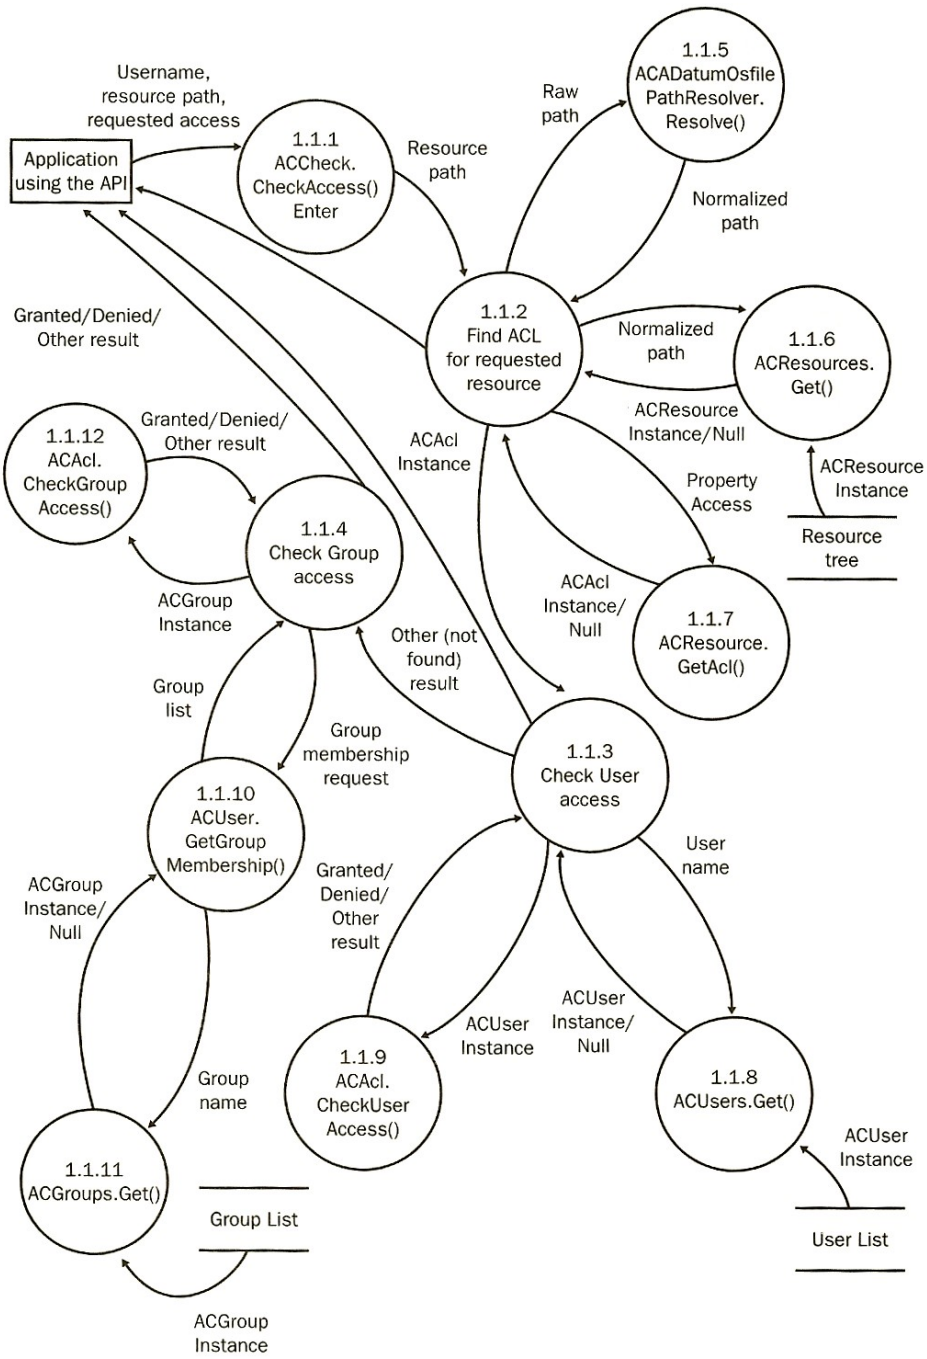 1.1.5
ACADatumOsfile
PathResolver.
Resolve()
Username,
resource path,
requested access
Raw
path
1.1.1
ACCheck.
CheckAccess()
Enter
Resource
path
Application
using the API
Normalized
path
Granted/Denied/
Other result
1.1.2
Find ACL
for requested
resource
Normalized
path
1.1.6
ACResources.
Get()
ACResource
Instance/Null
Granted/Denied/
Other result
1.1.12
ACAcl.
CheckGroup
Access()
ACAcl
Instance
Property
Access
ACResource
Instance
Resource
tree
1.1.4
Check Group
access
ACGroup
Instance
ACAcl
Instance/
Null
1.1.7
ACResource.
GetAcl()
Other (not
found)
result
Group
list
Group
membership
request
1.1.3
Check User
access
1.1.10
ACUser.
GetGroup
Membership()
User
name
ACGroup
Instance/
Null
Granted/
Denied/
Other
result
ACUser
Instance
ACUser
Instance/
Null
Group
name
1.1.9
ACAcl.
CheckUser
Access()
1.1.8
ACUsers.Get()
ACUser
Instance
1.1.11
ACGroups.Get()
Group List
User List
ACGroup
Instance